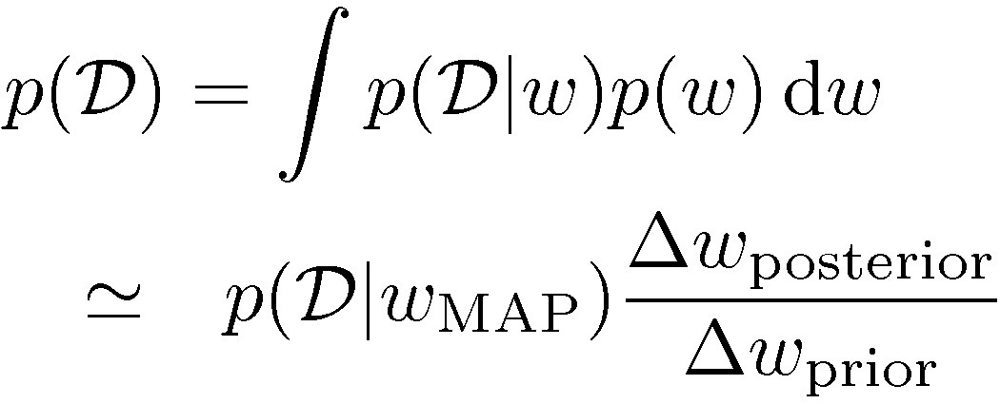 p(𝒟) = ∫ p(𝒟|w)p(w) dw
≃ p(𝒟|w_MAP) Δw_posterior / Δw_prior